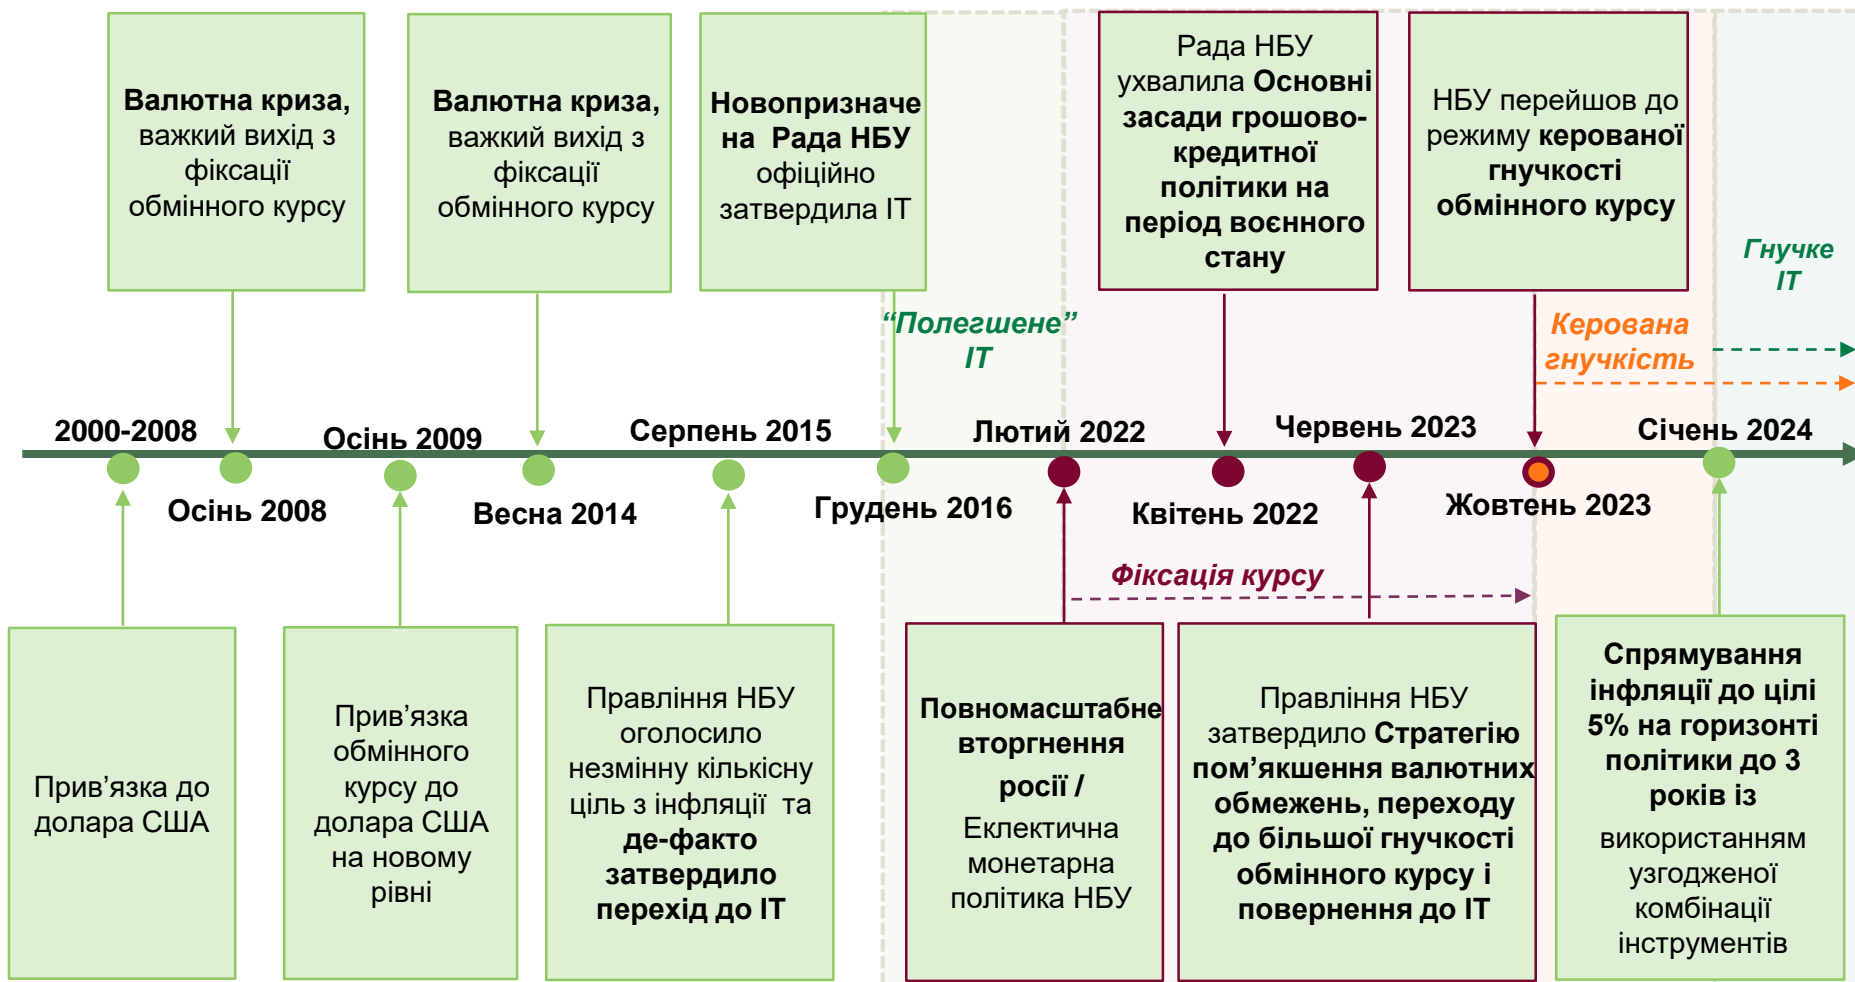 Валютна криза,
важкий вихід з
фіксації
обмінного курсу
Валютна криза,
важкий вихід з
фіксації
обмінного курсу
Новопризначе
на Рада НБУ
офіційно
затвердила ІТ
Рада НБУ
ухвалила Основні
засади грошово-
кредитної
політики на
період воєнного
стану
НБУ перейшов до
режиму керованої
гнучкості
обмінного курсу
Гнучке
ІТ
“Полегшене”
ІТ
Керована
гнучкість
2000-2008
Осінь 2009
Серпень 2015
Лютий 2022
Червень 2023
Січень 2024
Осінь 2008
Весна 2014
Грудень 2016
Квітень 2022
Жовтень 2023
Фіксація курсу
Прив’язка до
долара США
Прив’язка
обмінного
курсу до
долара США
на новому
рівні
Правління НБУ
оголосило
незмінну кількісну
ціль з інфляції та
де-факто
затвердило
перехід до ІТ
Повномасштабне
вторгнення
росії /
Еклектична
монетарна
політика НБУ
Правління НБУ
затвердило Стратегію
пом’якшення валютних
обмежень, переходу
до більшої гнучкості
обмінного курсу і
повернення до ІТ
Спрямування
інфляції до цілі
5% на горизонті
політики до 3
років із
використанням
узгодженої
комбінації
інструментів